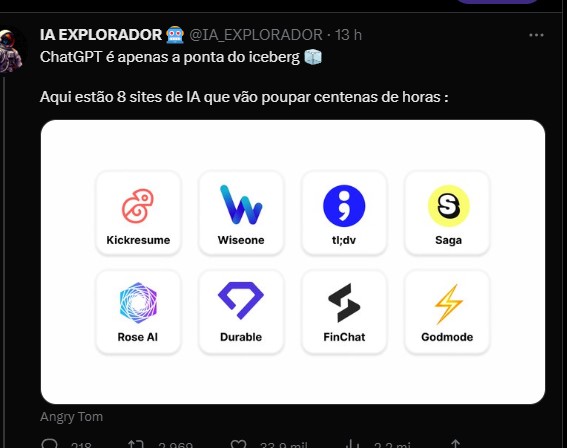 IA EXPLORADOR 🤖 @IA_EXPLORADOR · 13 h
ChatGPT é apenas a ponta do iceberg 🧊
Aqui estão 8 sites de IA que vão poupar centenas de horas :
Kickresume Wiseone tl;dv Saga
Rose AI Durable FinChat Godmode
Angry Tom
218 2.969 33,9 mil 2,2 mi